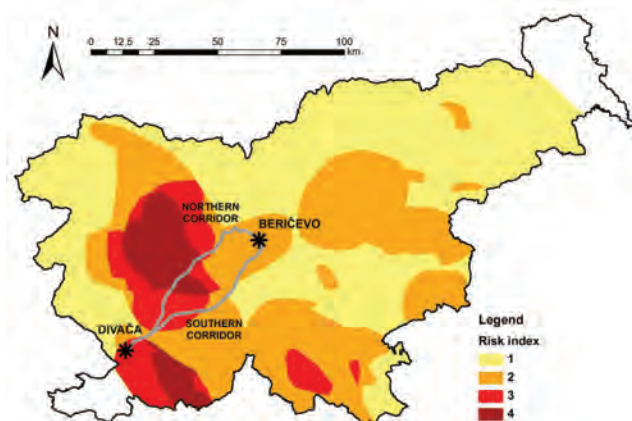 N
0 12.5 25 50 75 100
km
NORTHERN
CORRIDOR
BERIČEVO
DIVAČA
SOUTHERN
CORRIDOR
Legend
Risk index
1
2
3
4